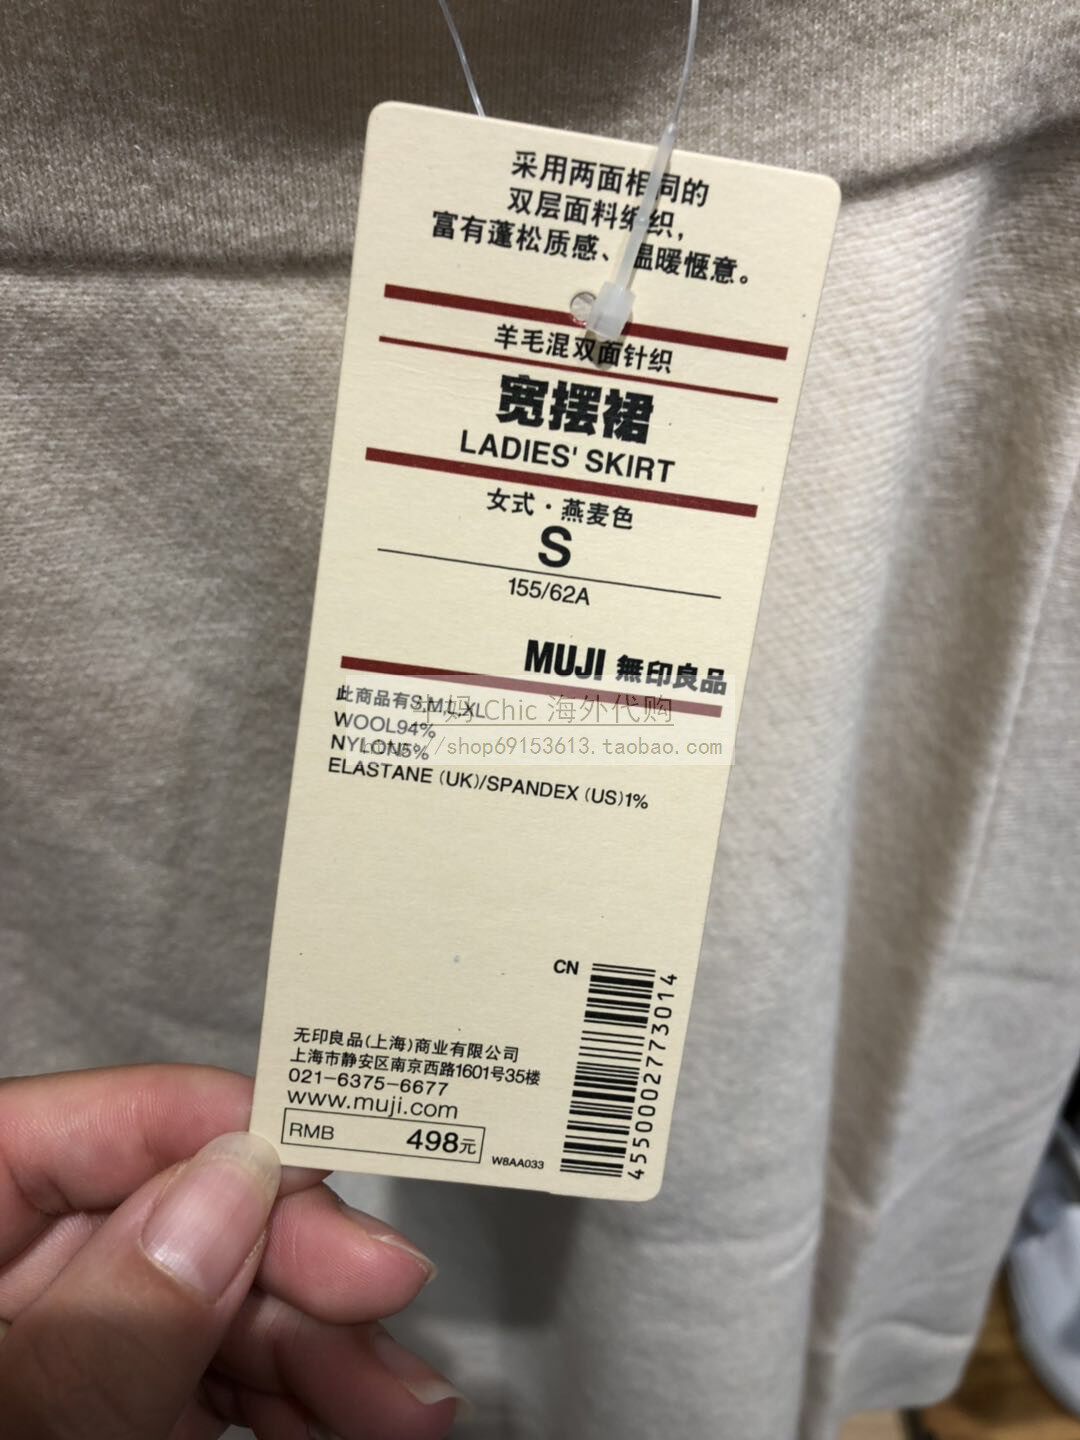 采用两面相同的
双层面料编织，
富有蓬松质感、温暖惬意。
羊毛混双面针织
宽摆裙
LADIES' SKIRT
女式·燕麦色
S
155/62A
MUJI 無印良品
此商品有S,M,L,XL
WOOL94%
NYLON5%
ELASTANE (UK)/SPANDEX (US)1%
Chic 海外代购
//shop69153613.taobao.com
CN
4550002773014
无印良品(上海)商业有限公司
上海市静安区南京西路1601号35楼
021-6375-6677
www.muji.com
RMB 498元
W8AA033